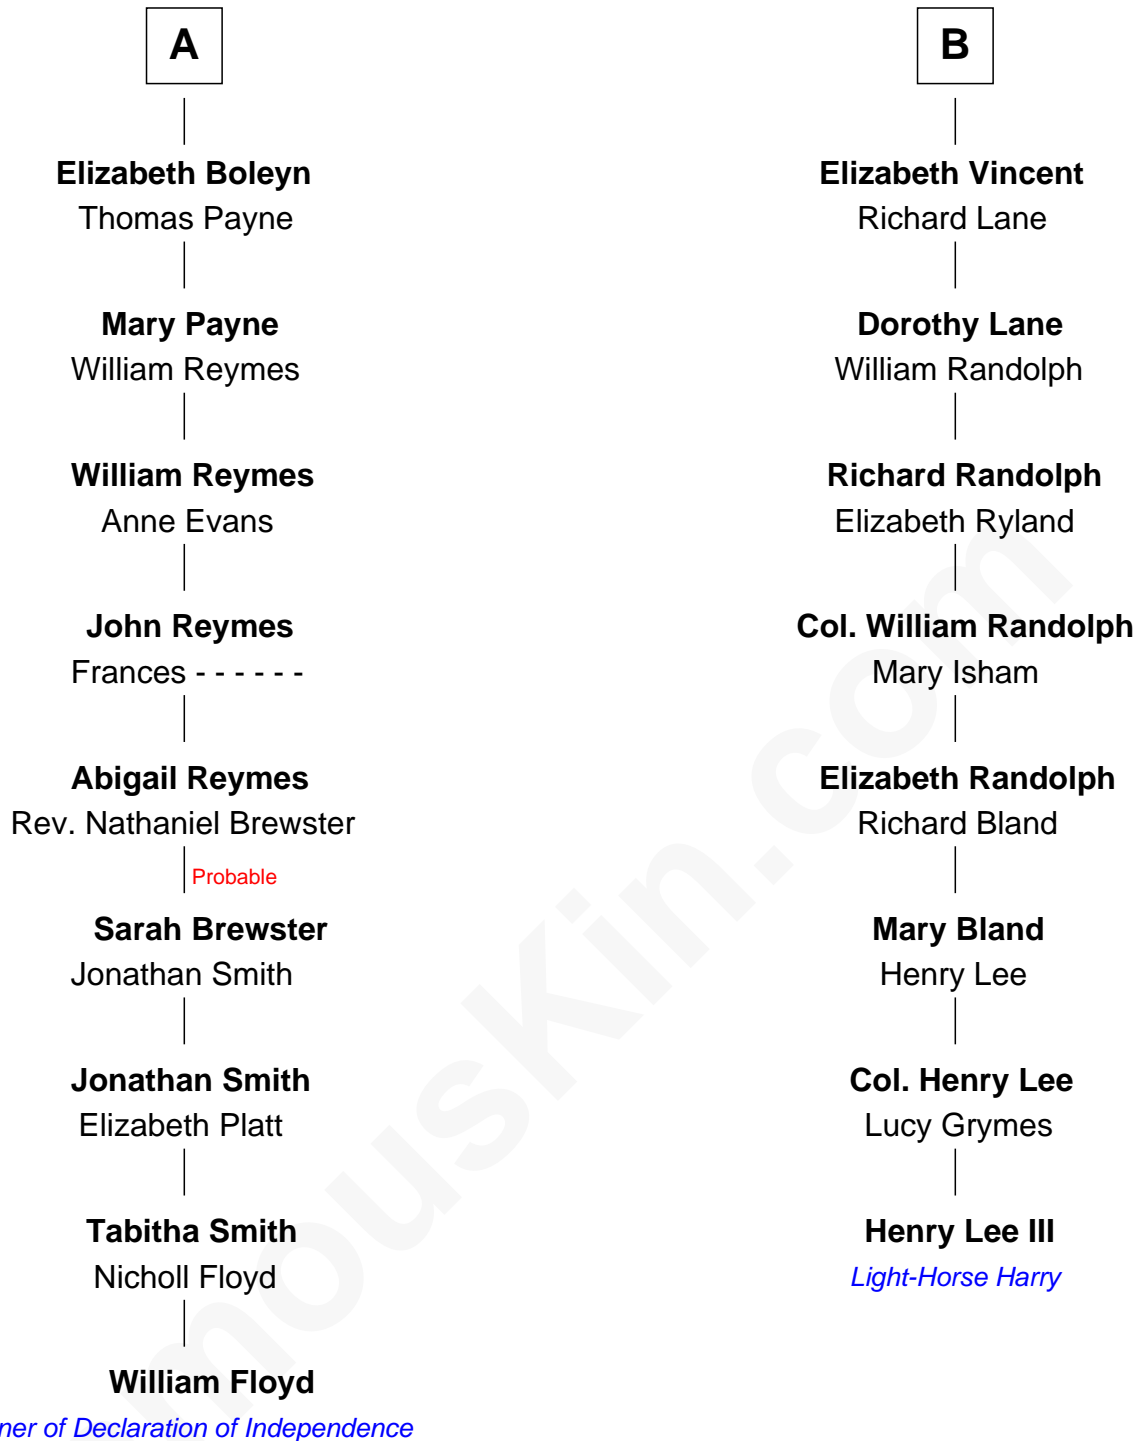 A
Elizabeth Boleyn
Thomas Payne
Mary Payne
William Reymes
William Reymes
Anne Evans
John Reymes
Frances - - - - - -
Abigail Reymes
Rev. Nathaniel Brewster
Probable
Sarah Brewster
Jonathan Smith
Jonathan Smith
Elizabeth Platt
Tabitha Smith
Nicholl Floyd
William Floyd
ner of Declaration of Independence
B
Elizabeth Vincent
Richard Lane
Dorothy Lane
William Randolph
Richard Randolph
Elizabeth Ryland
Col. William Randolph
Mary Isham
Elizabeth Randolph
Richard Bland
Mary Bland
Henry Lee
Col. Henry Lee
Lucy Grymes
Henry Lee III
Light-Horse Harry
mouskin.com